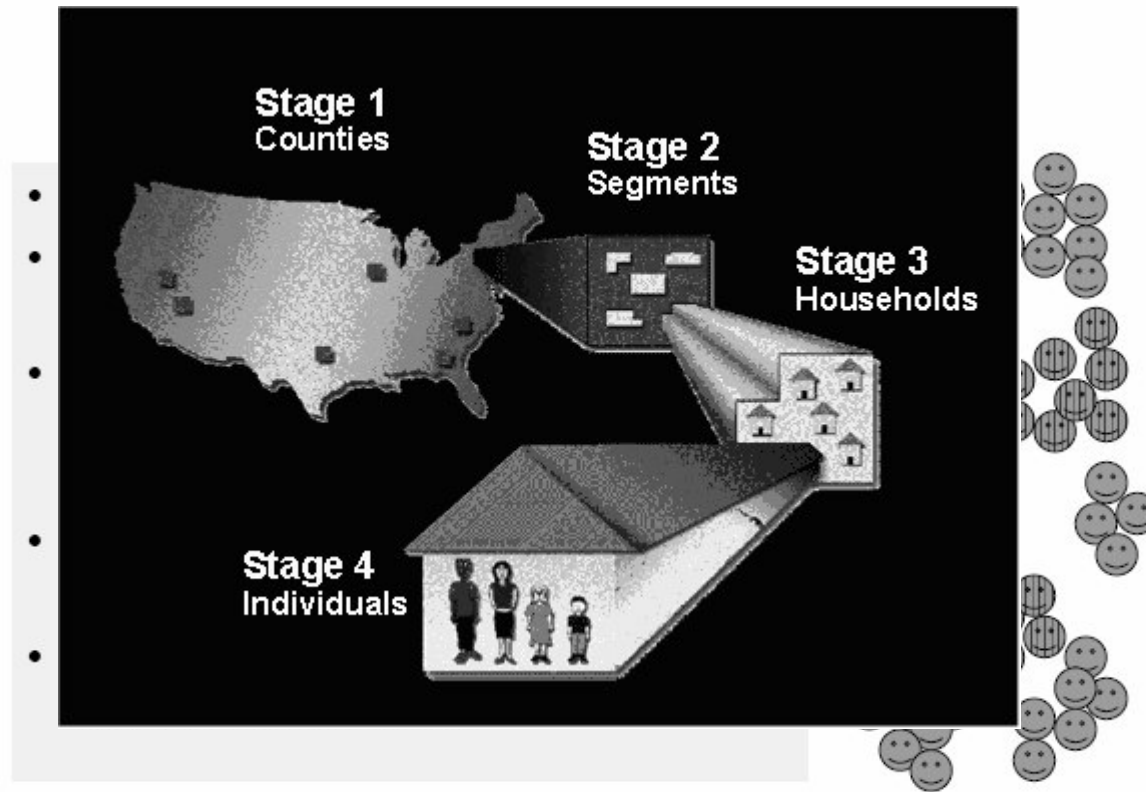 Stage 1
Counties
Stage 2
Segments
Stage 3
Households
Stage 4
Individuals